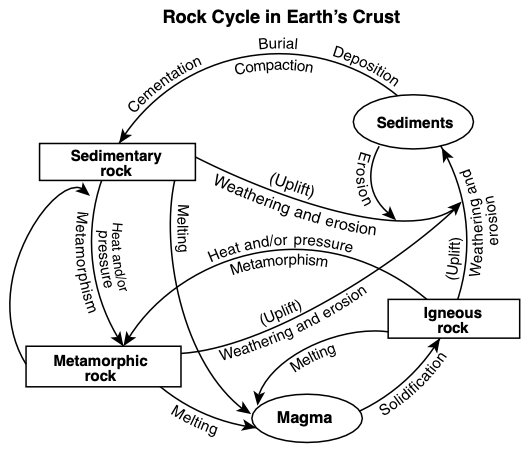 Rock Cycle in Earth's Crust
Burial
Cementation
Compaction
Deposition
Sediments
Sedimentary
rock
Erosion
(Uplift)
Weathering and erosion
Weathering and
erosion
(Uplift)
Melting
Heat and/or
pressure
Metamorphism
Heat and/or pressure
Metamorphism
(Uplift)
Weathering and erosion
Igneous
rock
Metamorphic
rock
Melting
Solidification
Melting
Magma